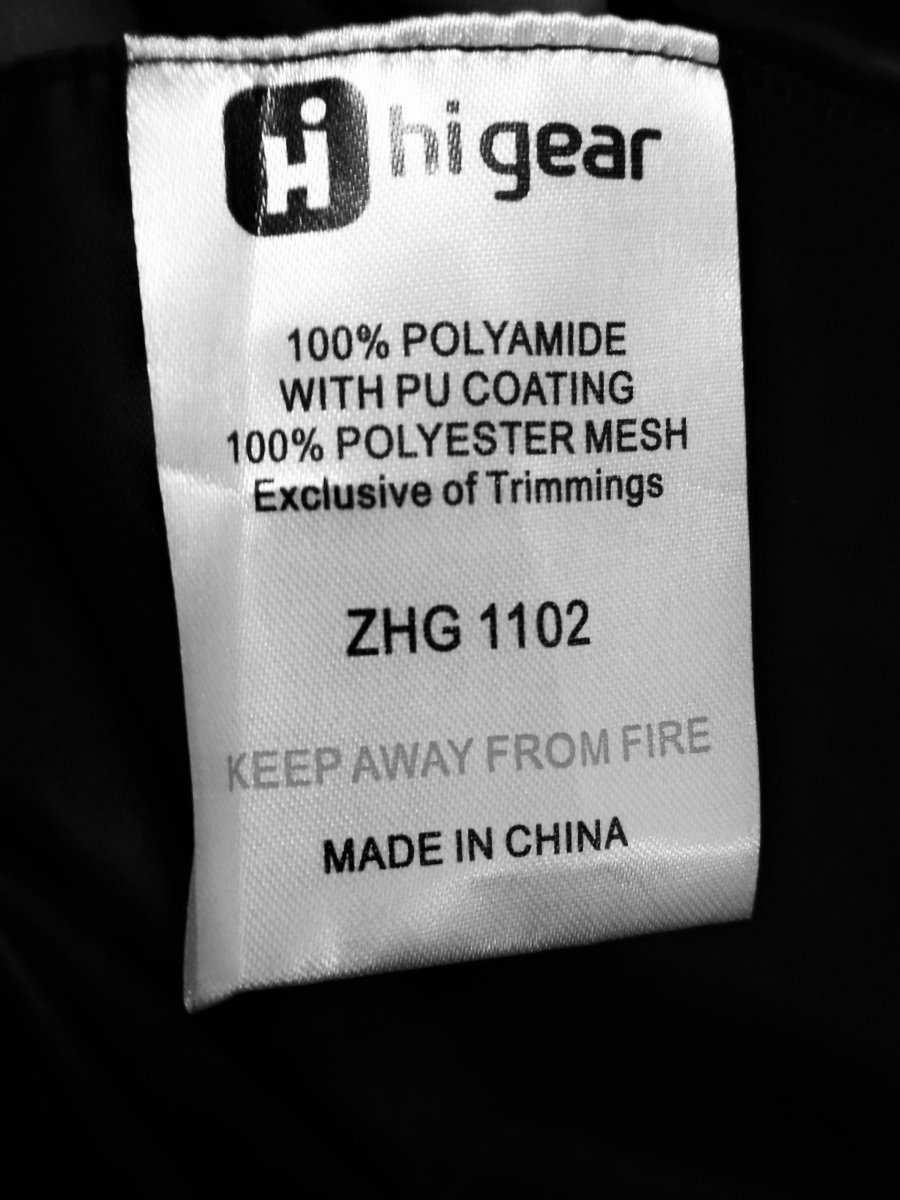 Hi hi gear
100% POLYAMIDE
WITH PU COATING
100% POLYESTER MESH
Exclusive of Trimmings
ZHG 1102
KEEP AWAY FROM FIRE
MADE IN CHINA